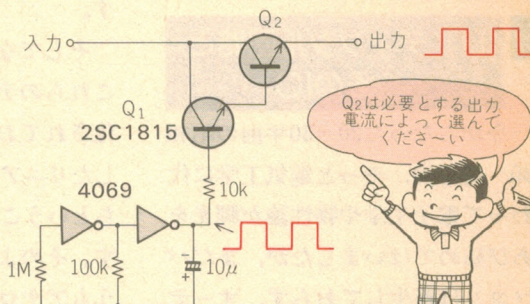 Q₂
入力
出力
Q₁
2SC1815
Q₂は必要とする出力
電流によって選んで
くださ〜い
10k
4069
1M
100k
10μ